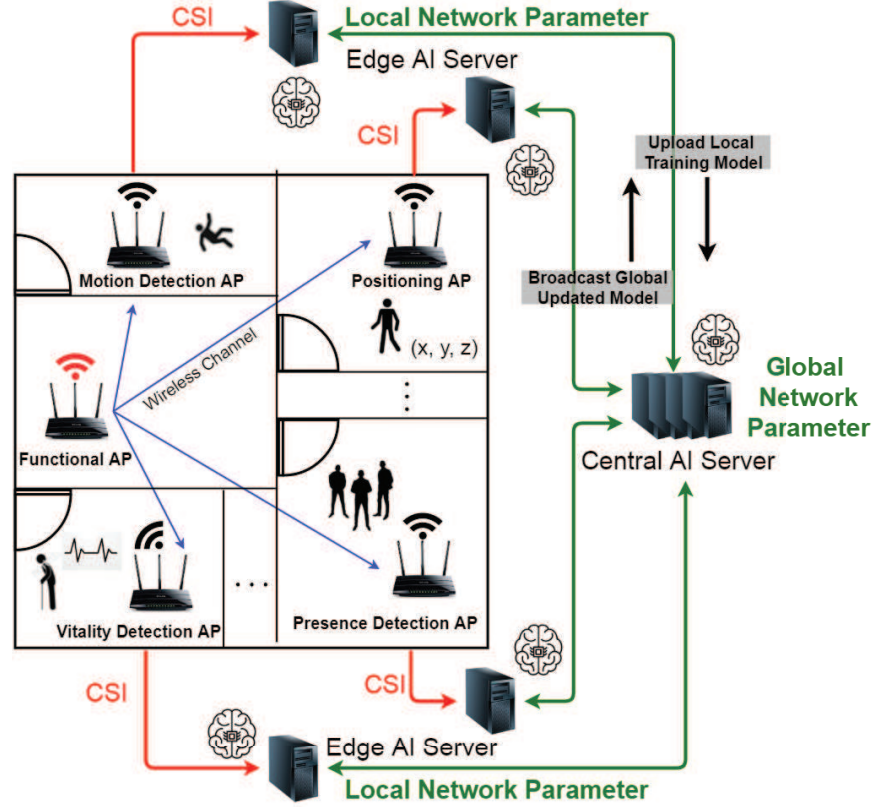 CSI
Local Network Parameter
Edge AI Server
CSI
Upload Local
Training Model
Broadcast Global
Updated Model
Motion Detection AP
Positioning AP
Wireless Channel
(x, y, z)
Functional AP
Global
Network
Parameter
Central AI Server
Vitality Detection AP
Presence Detection AP
CSI
CSI
Edge AI Server
Local Network Parameter